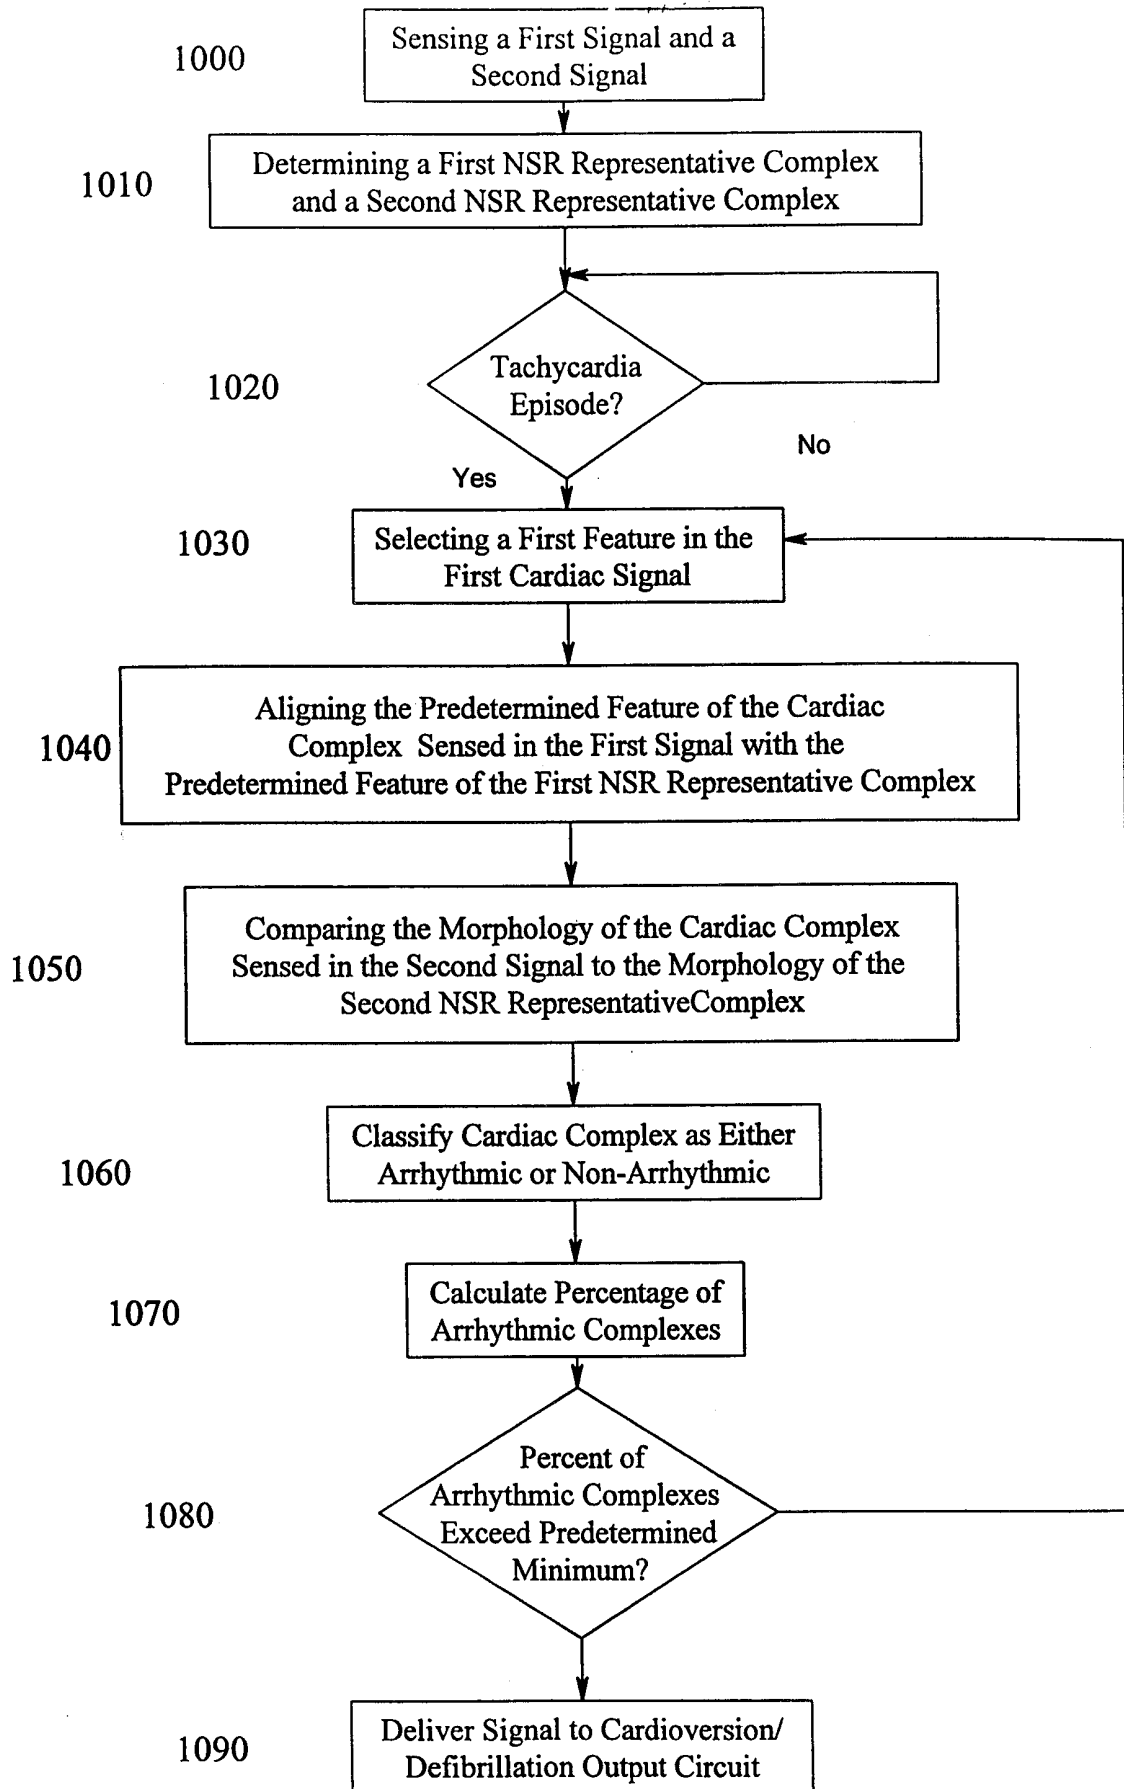 Sensing a First Signal and a
Second Signal
1000
Determining a First NSR Representative Complex
and a Second NSR Representative Complex
1010
Tachycardia
Episode?
1020
No
Yes
Selecting a First Feature in the
First Cardiac Signal
1030
Aligning the Predetermined Feature of the Cardiac
Complex Sensed in the First Signal with the
Predetermined Feature of the First NSR Representative Complex
1040
Comparing the Morphology of the Cardiac Complex
Sensed in the Second Signal to the Morphology of the
Second NSR RepresentativeComplex
1050
Classify Cardiac Complex as Either
Arrhythmic or Non-Arrhythmic
1060
Calculate Percentage of
Arrhythmic Complexes
1070
Percent of
Arrhythmic Complexes
Exceed Predetermined
Minimum?
1080
Deliver Signal to Cardioversion/
Defibrillation Output Circuit
1090